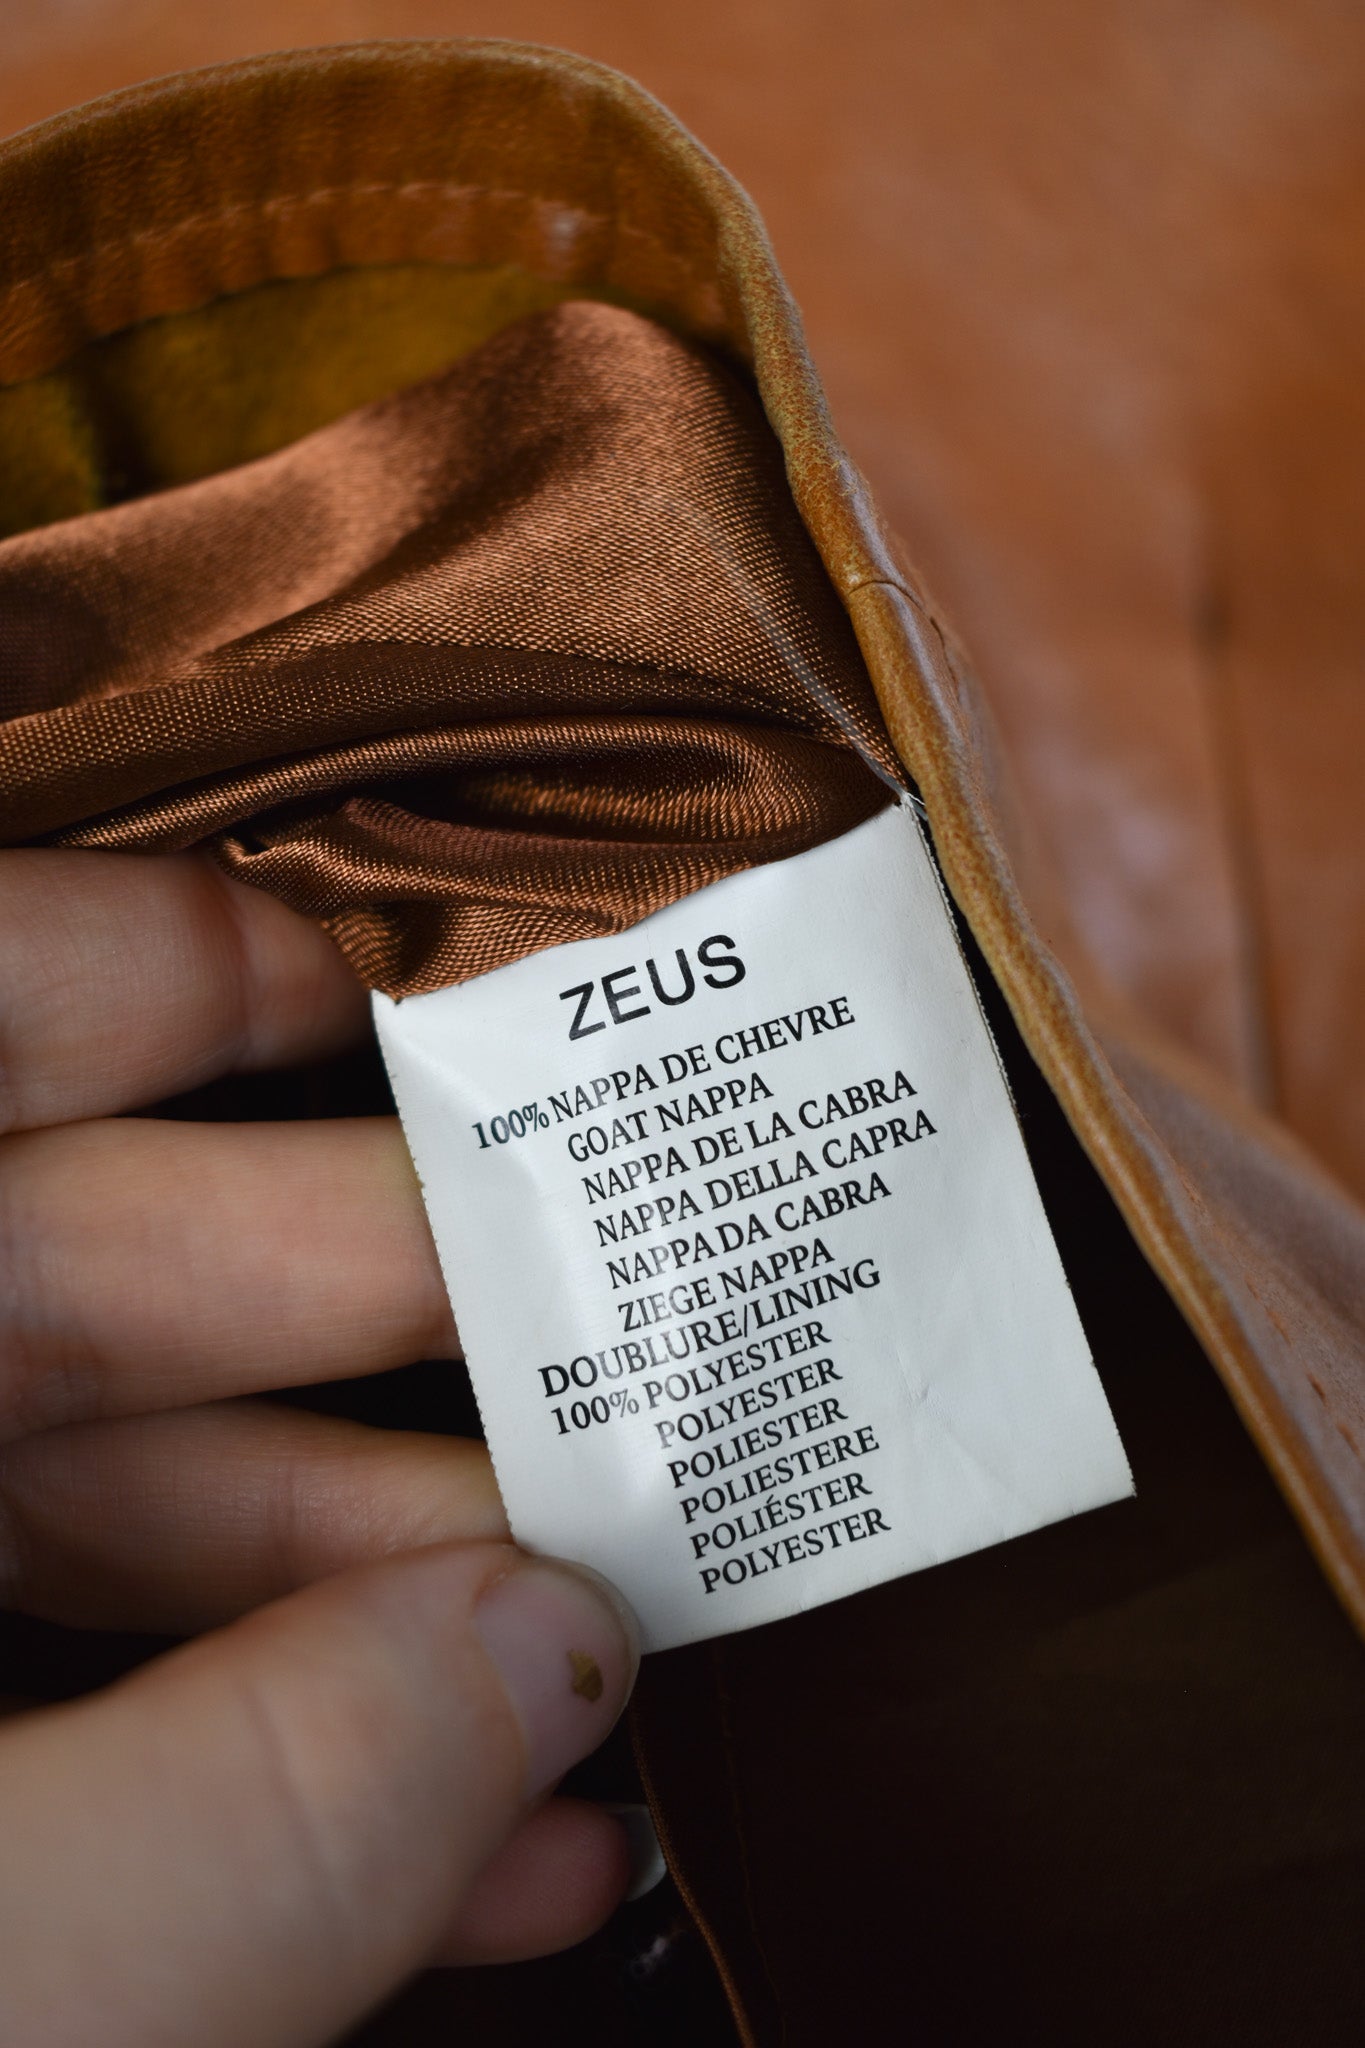 ZEUS
100% NAPPA DE CHEVRE
GOAT NAPPA
NAPPA DE LA CABRA
NAPPA DELLA CAPRA
NAPPA DA CABRA
ZIEGE NAPPA
DOUBLURE/LINING
100% POLYESTER
POLYESTER
POLIESTER
POLIESTERE
POLIÉSTER
POLYESTER